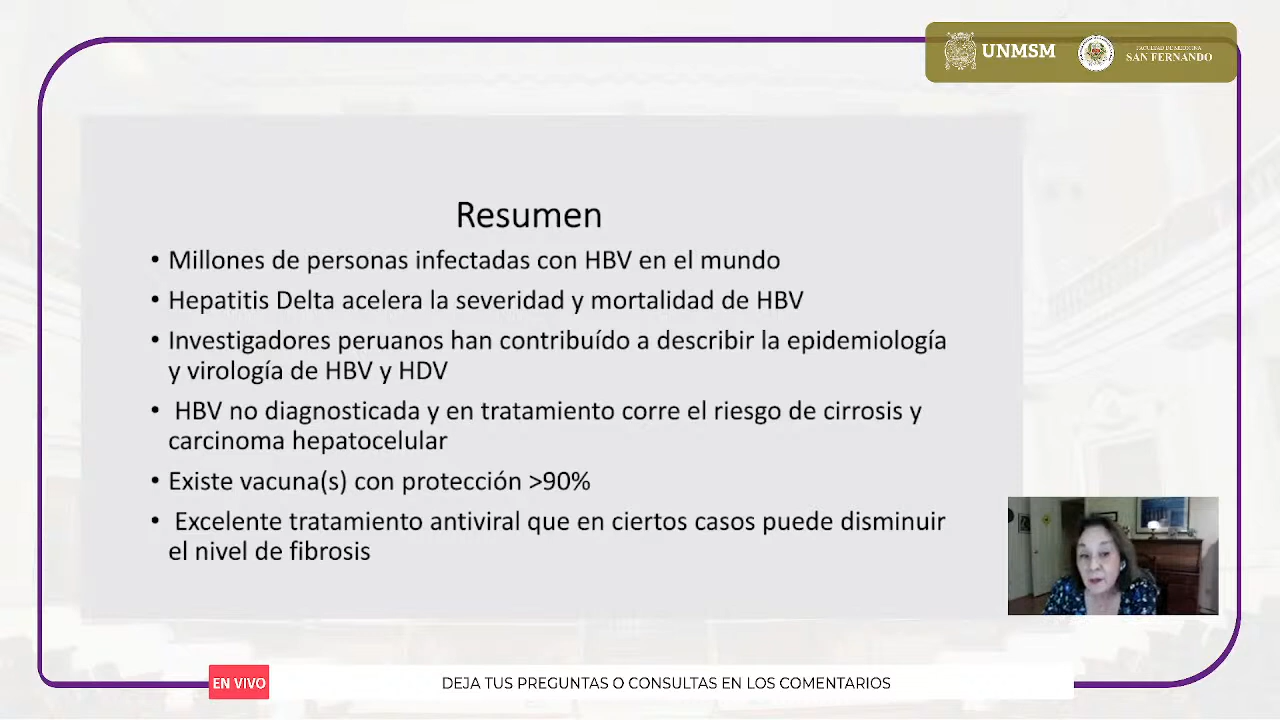 UNMSM
FACULTAD DE MEDICINA
SAN FERNANDO
Resumen
• Millones de personas infectadas con HBV en el mundo
• Hepatitis Delta acelera la severidad y mortalidad de HBV
• Investigadores peruanos han contribuído a describir la epidemiología
y virología de HBV y HDV
• HBV no diagnosticada y en tratamiento corre el riesgo de cirrosis y
carcinoma hepatocelular
• Existe vacuna(s) con protección >90%
• Excelente tratamiento antiviral que en ciertos casos puede disminuir
el nivel de fibrosis
EN VIVO
DEJA TUS PREGUNTAS O CONSULTAS EN LOS COMENTARIOS